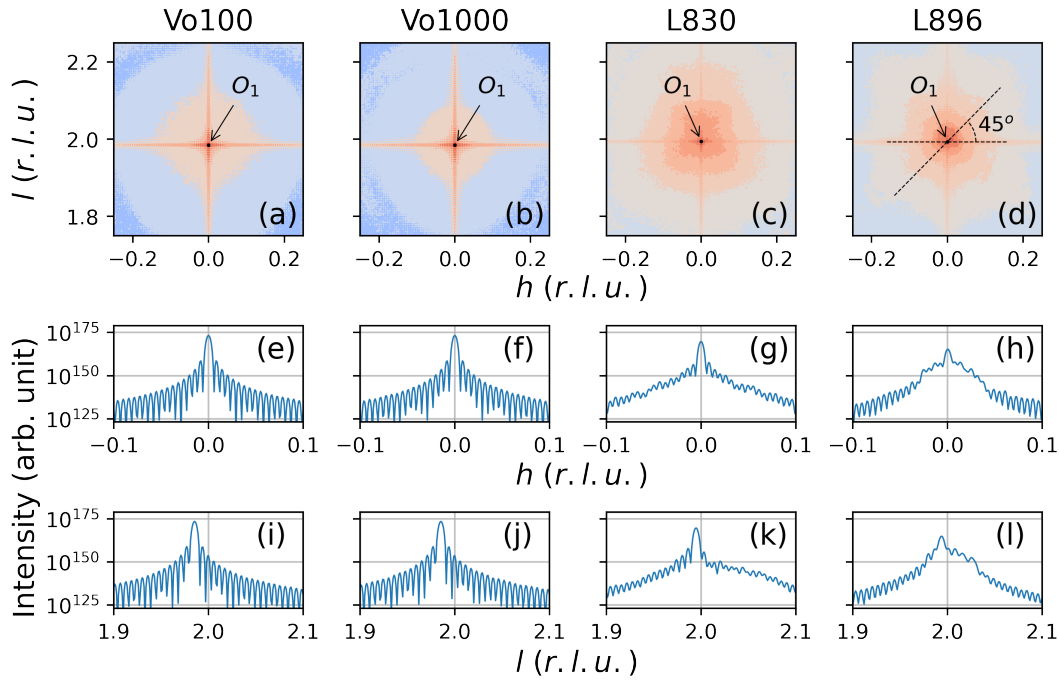 Vo100 Vo1000 L830 L896
l (r.l.u.)
2.2
2.0
1.8
O₁ O₁ O₁ O₁
45ᵒ
(a) (b) (c) (d)
−0.2 0.0 0.2 −0.2 0.0 0.2 −0.2 0.0 0.2 −0.2 0.0 0.2
h (r.l.u.)
Intensity (arb. unit)
10¹⁷⁵
10¹⁵⁰
10¹²⁵
(e) (f) (g) (h)
−0.1 0.0 0.1 −0.1 0.0 0.1 −0.1 0.0 0.1 −0.1 0.0 0.1
h (r.l.u.)
10¹⁷⁵
10¹⁵⁰
10¹²⁵
(i) (j) (k) (l)
1.9 2.0 2.1 1.9 2.0 2.1 1.9 2.0 2.1 1.9 2.0 2.1
l (r.l.u.)